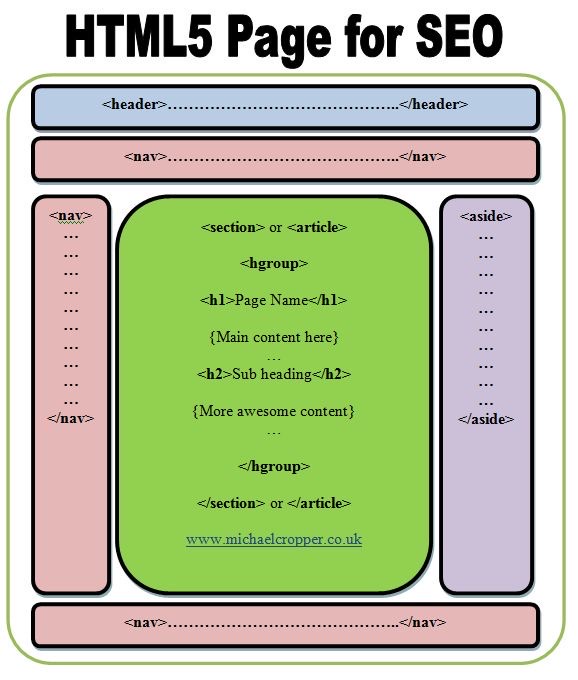 HTML5 Page for SEO
<header>……………………………………..</header>
<nav>……………………………………..</nav>
<nav>
…
…
…
…
…
…
…
…
…
…
</nav>
<section> or <article>
<hgroup>
<h1>Page Name</h1>
{Main content here}
…
<h2>Sub heading</h2>
{More awesome content}
…
</hgroup>
</section> or </article>
www.michaelcropper.co.uk
<aside>
…
…
…
…
…
…
…
…
…
…
</aside>
<nav>……………………………………..</nav>